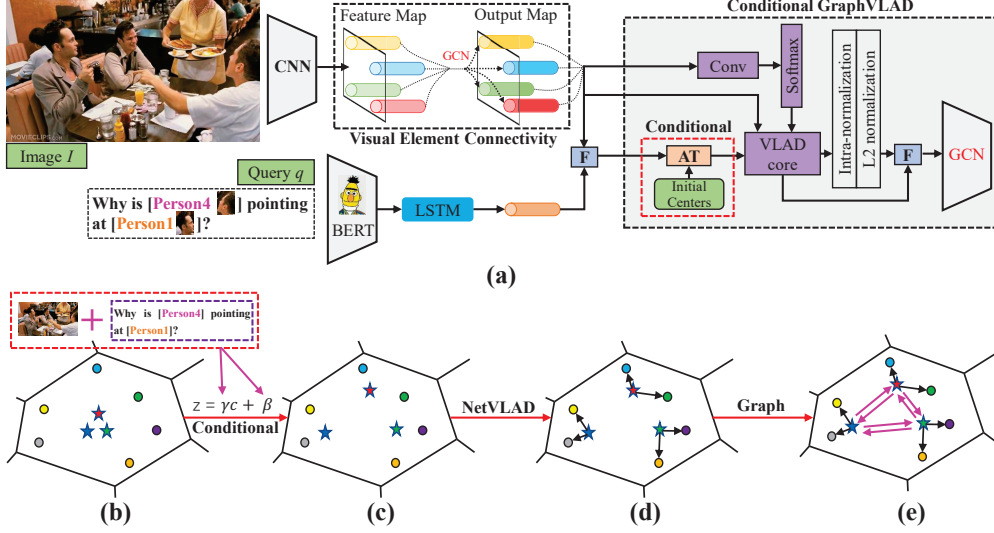 Feature Map
Output Map
Conditional GraphVLAD
CNN
GCN
Visual Element Connectivity
MOVIECLIPS.com
Image I
Query q
Why is [Person4 ] pointing
at [Person1 ]?
BERT
LSTM
F
Conv
Softmax
Conditional
AT
Initial
Centers
VLAD
core
Intra-normalization
L2 normalization
F
GCN
(a)
Why is [Person4] pointing
at [Person1]?
z = γc + β
Conditional
NetVLAD
Graph
(b)
(c)
(d)
(e)